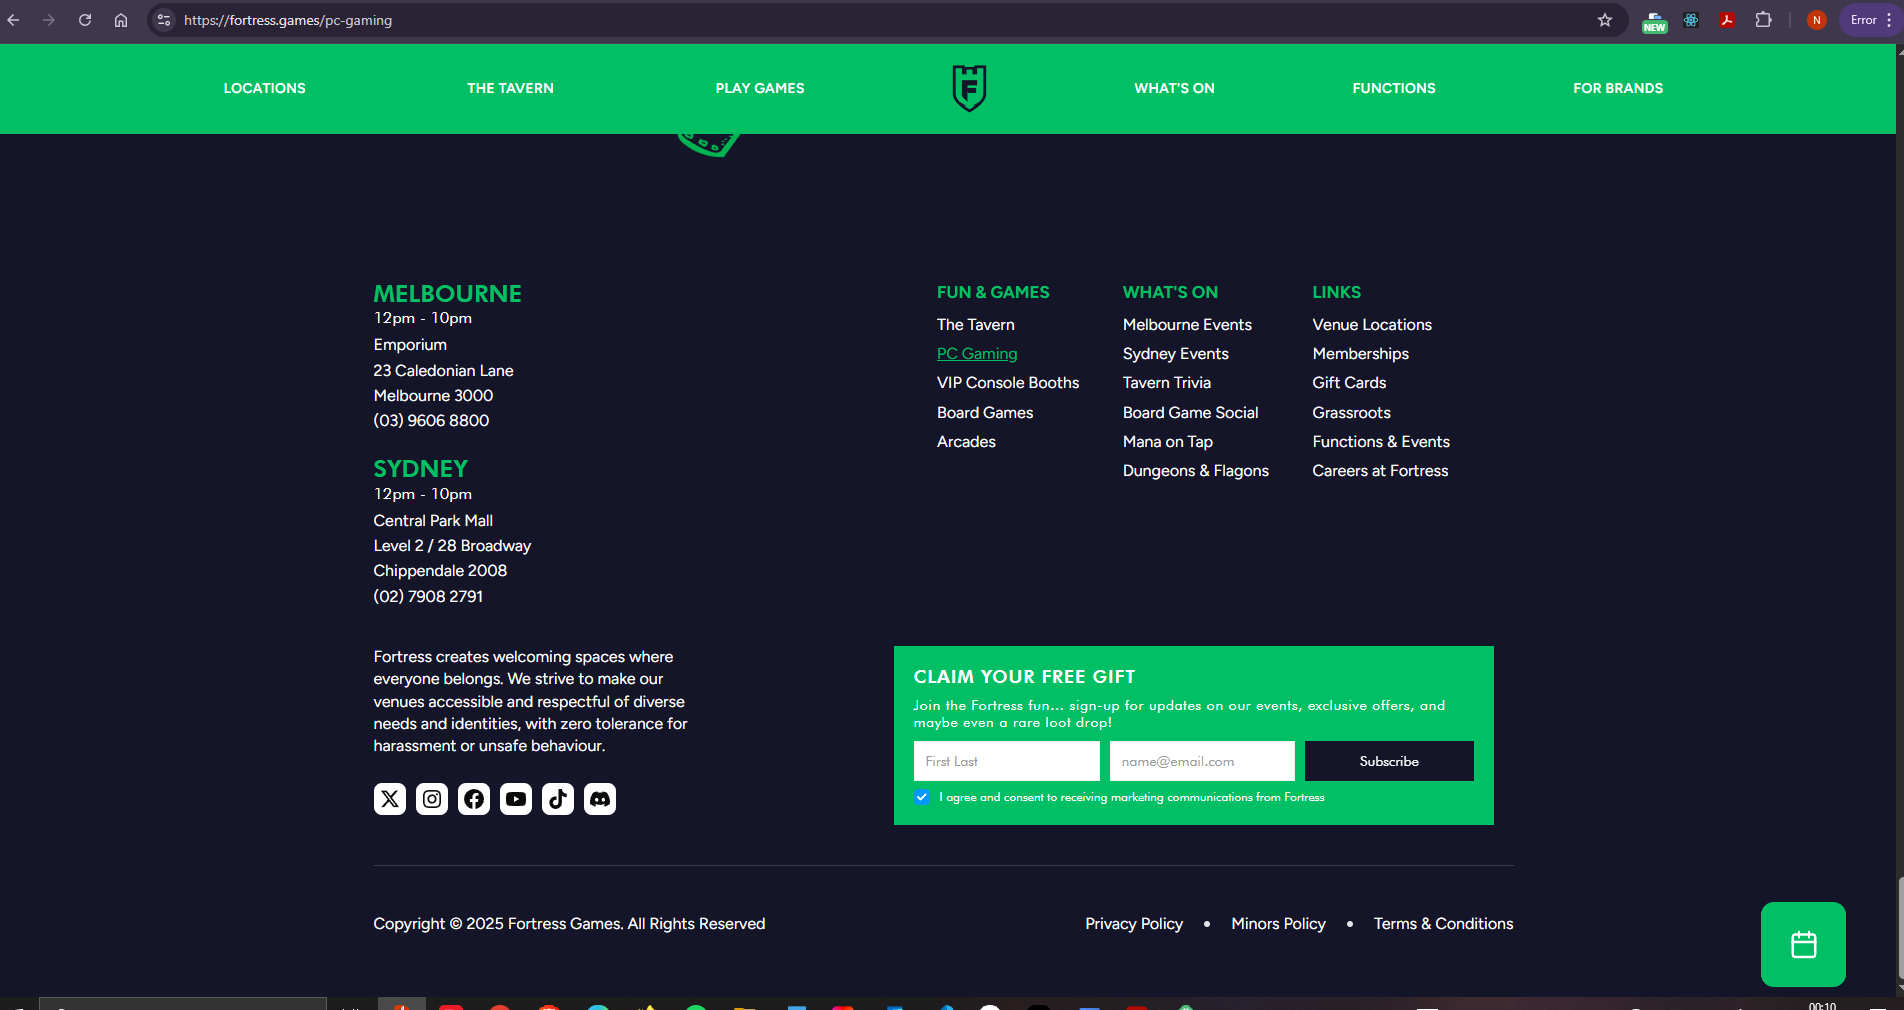 https://fortress.games/pc-gaming
NEW
N
Error
LOCATIONS
THE TAVERN
PLAY GAMES
F
WHAT'S ON
FUNCTIONS
FOR BRANDS
MELBOURNE
12pm - 10pm
Emporium
23 Caledonian Lane
Melbourne 3000
(03) 9606 8800
SYDNEY
12pm - 10pm
Central Park Mall
Level 2 / 28 Broadway
Chippendale 2008
(02) 7908 2791
FUN & GAMES
The Tavern
PC Gaming
VIP Console Booths
Board Games
Arcades
WHAT'S ON
Melbourne Events
Sydney Events
Tavern Trivia
Board Game Social
Mana on Tap
Dungeons & Flagons
LINKS
Venue Locations
Memberships
Gift Cards
Grassroots
Functions & Events
Careers at Fortress
Fortress creates welcoming spaces where
everyone belongs. We strive to make our
venues accessible and respectful of diverse
needs and identities, with zero tolerance for
harassment or unsafe behaviour.
CLAIM YOUR FREE GIFT
Join the Fortress fun... sign-up for updates on our events, exclusive offers, and
maybe even a rare loot drop!
First Last
name@email.com
Subscribe
I agree and consent to receiving marketing communications from Fortress
Copyright © 2025 Fortress Games. All Rights Reserved
Privacy Policy • Minors Policy • Terms & Conditions
00:10